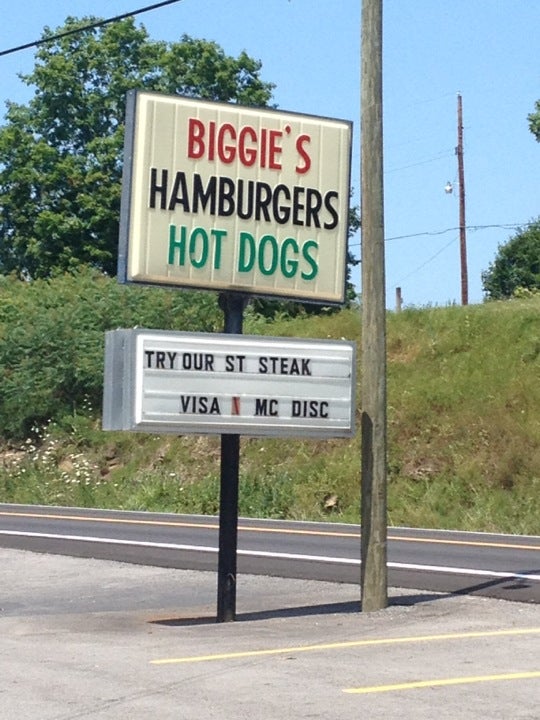 BIGGIE'S
HAMBURGERS
HOT DOGS
TRY OUR ST STEAK
VISA N MC DISC